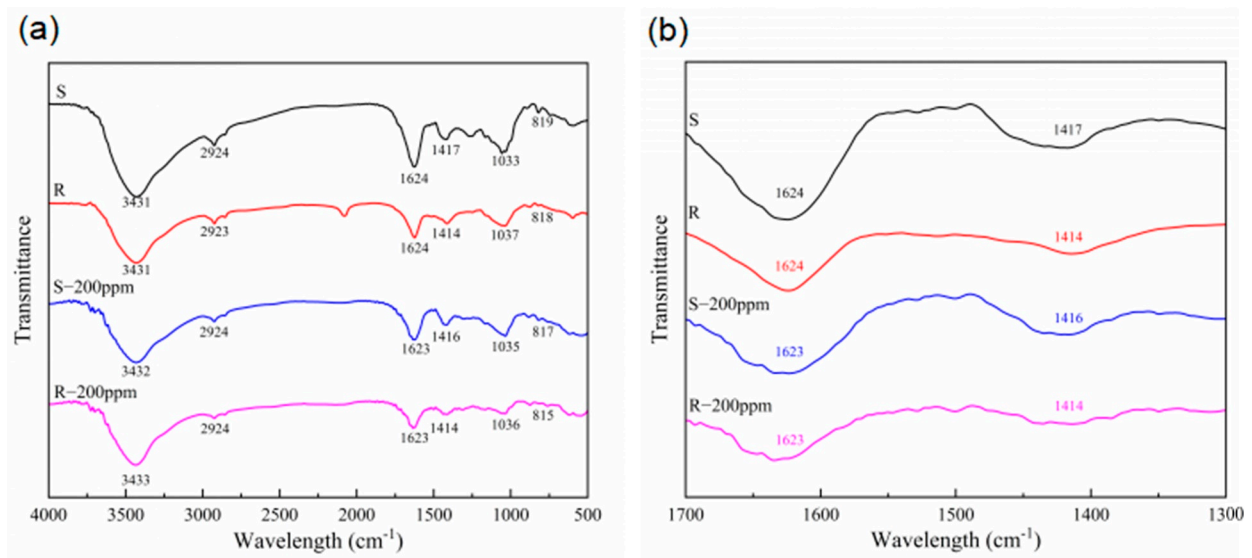 (a)
S
819
2924
1417
1033
1624
3431
R
818
2923
1414
1037
1624
3431
S−200ppm
2924
1416
817
1623
1035
3432
R−200ppm
2924
1414
1036
815
1623
3433
Transmittance
4000 3500 3000 2500 2000 1500 1000 500
Wavelength (cm-1)
(b)
S
1417
1624
R
1414
1624
S−200ppm
1416
1623
R−200ppm
1414
1623
Transmittance
1700 1600 1500 1400 1300
Wavelength (cm-1)